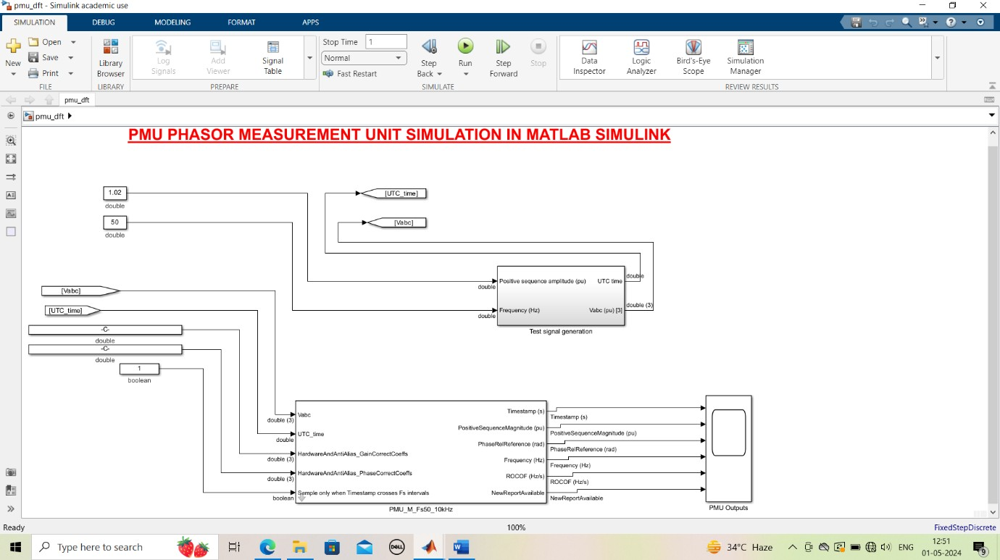 pmu_dft - Simulink academic use
SIMULATION DEBUG MODELING FORMAT APPS
New
Open
Save
Print
FILE
Library Browser
LIBRARY
Log Signals
Add Viewer
Signal Table
PREPARE
Stop Time 1
Normal
Fast Restart
Step Back
Run
Step Forward
Stop
SIMULATE
Data Inspector
Logic Analyzer
Bird's-Eye Scope
Simulation Manager
REVIEW RESULTS
pmu_dft
pmu_dft
PMU PHASOR MEASUREMENT UNIT SIMULATION IN MATLAB SIMULINK
1.02
double
50
double
[UTC_time]
[Vabc]
Positive sequence amplitude (pu)
UTC time
double
double
Frequency (Hz)
Vabc (pu) [3]
double
double (3)
Test signal generation
[Vabc]
[UTC_time]
-C-
double
-C-
double
1
boolean
Vabc
double (3)
UTC_time
double
HardwareAndAntiAlias_GainCorrectCoeffs
double (3)
HardwareAndAntiAlias_PhaseCorrectCoeffs
double (3)
Sample only when Timestamp crosses Fs intervals
boolean
Timestamp (s)
PositiveSequenceMagnitude (pu)
PhaseRelReference (rad)
Frequency (Hz)
ROCOF (Hz/s)
NewReportAvailable
PMU_M_Fs50_10kHz
Timestamp (s)
PositiveSequenceMagnitude (pu)
PhaseRelReference (rad)
Frequency (Hz)
ROCOF (Hz/s)
NewReportAvailable
PMU Outputs
Ready
100%
FixedStepDiscrete
Type here to search
DELL
34°C Haze
ENG
12:51
01-05-2024
9